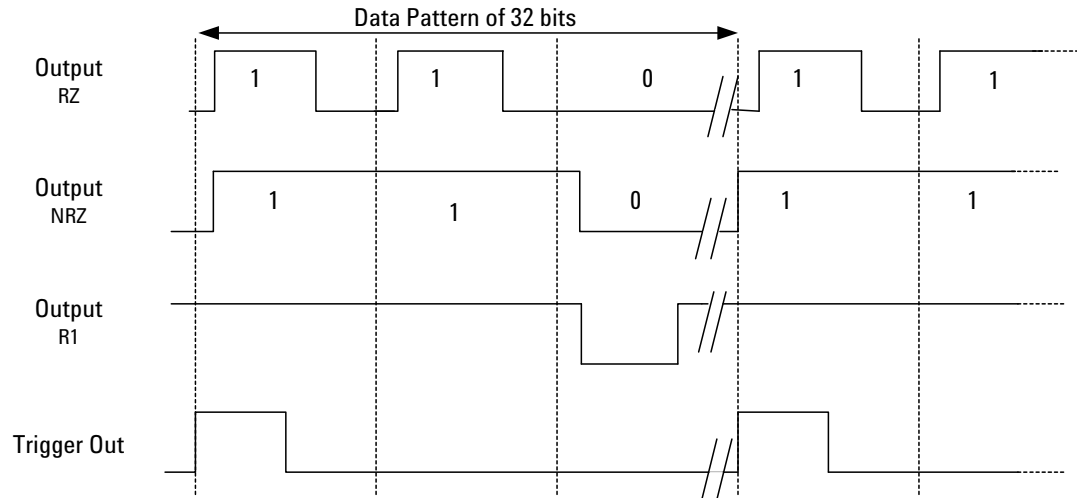 Data Pattern of 32 bits
Output
RZ
1 1 0 1 1
Output
NRZ
1 1 0 1 1
Output
R1
Trigger Out